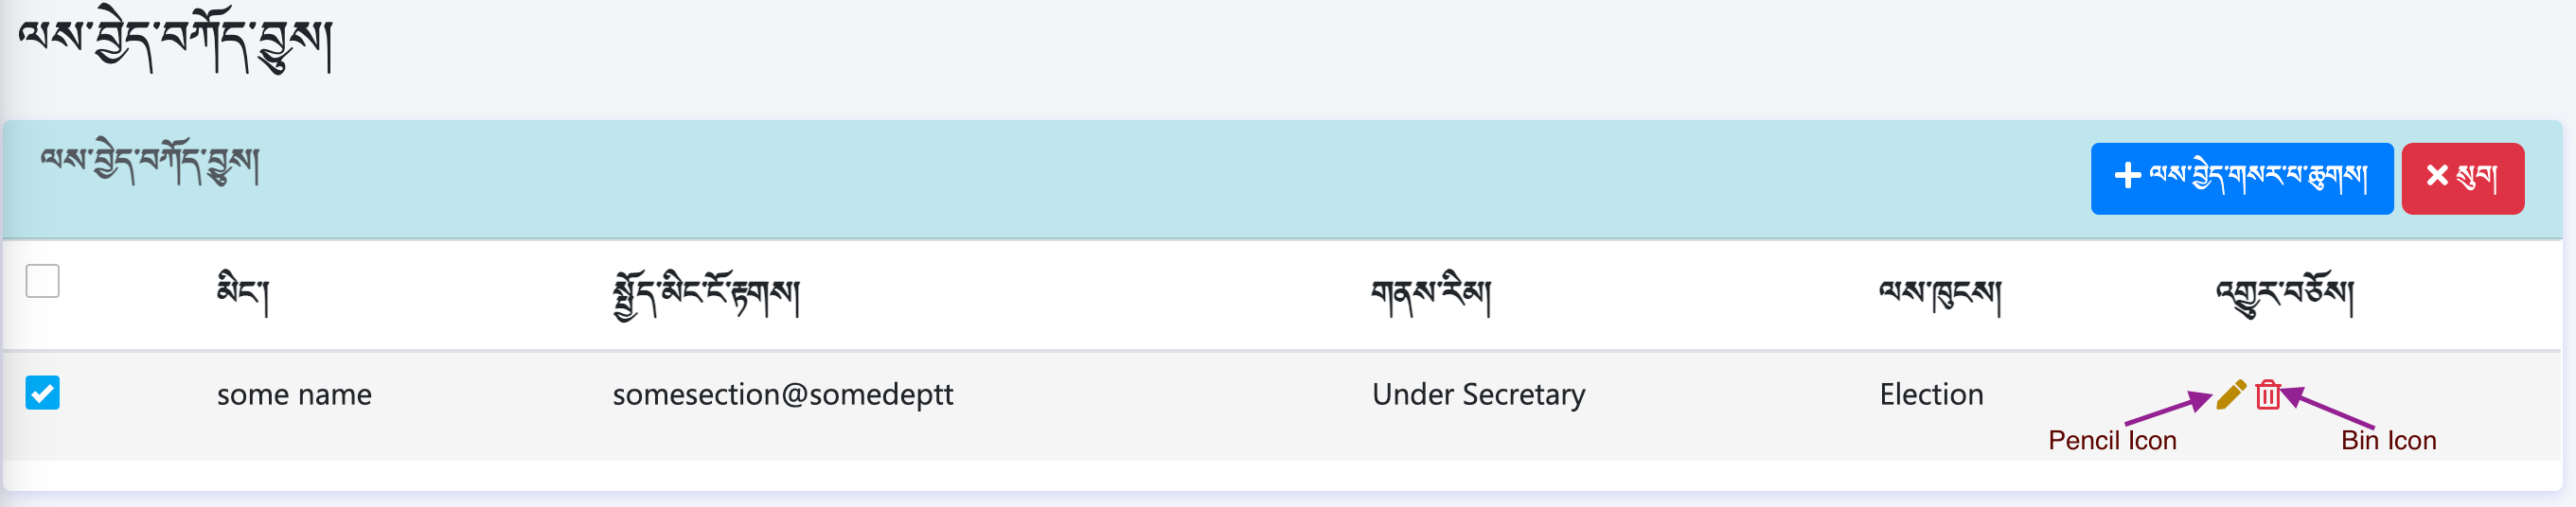 ལས་བྱེད་བཀོད་བྱུས།
ལས་བྱེད་བཀོད་བྱུས།
ལས་བྱེད་གསར་པ་ཆུགས། སུབ།
མིང་། སྤྱོད་མིང་ངོ་རྟགས། གནས་རིམ། ལས་ཁུངས། འགྱུར་བཅོས།
some name somesection@somedeptt Under Secretary Election
Pencil Icon Bin Icon